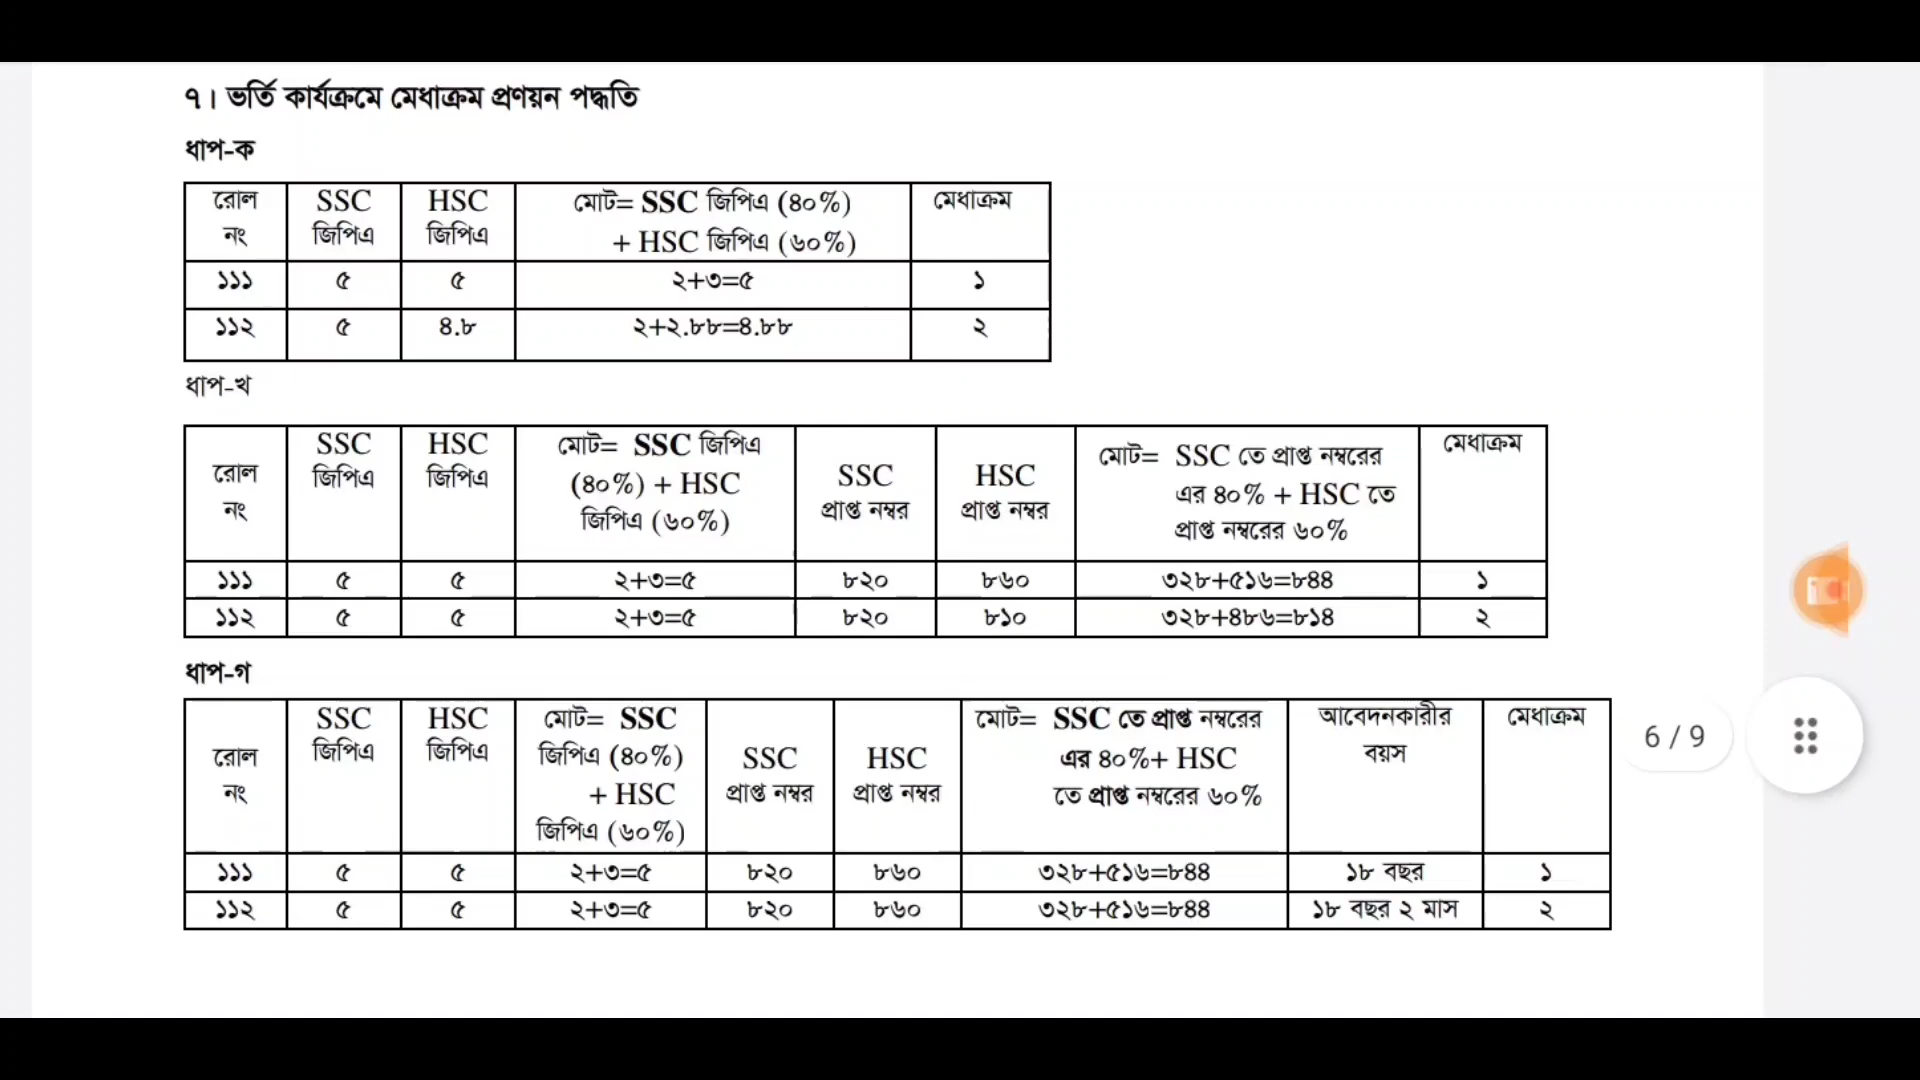 ৭। ভর্তি কার্যক্রমে মেধাক্রম প্রণয়ন পদ্ধতি
ধাপ-ক
রোল নং | SSC জিপিএ | HSC জিপিএ | মোট= SSC জিপিএ (৪০%) + HSC জিপিএ (৬০%) | মেধাক্রম
১১১ | ৫ | ৫ | ২+৩=৫ | ১
১১২ | ৫ | ৪.৮ | ২+২.৮৮=৪.৮৮ | ২
ধাপ-খ
রোল নং | SSC জিপিএ | HSC জিপিএ | মোট= SSC জিপিএ (৪০%) + HSC জিপিএ (৬০%) | SSC প্রাপ্ত নম্বর | HSC প্রাপ্ত নম্বর | মোট= SSC তে প্রাপ্ত নম্বরের এর ৪০% + HSC তে প্রাপ্ত নম্বরের ৬০% | মেধাক্রম
১১১ | ৫ | ৫ | ২+৩=৫ | ৮২০ | ৮৬০ | ৩২৮+৫১৬=৮৪৪ | ১
১১২ | ৫ | ৫ | ২+৩=৫ | ৮২০ | ৮১০ | ৩২৮+৪৮৬=৮১৪ | ২
ধাপ-গ
রোল নং | SSC জিপিএ | HSC জিপিএ | মোট= SSC জিপিএ (৪০%) + HSC জিপিএ (৬০%) | SSC প্রাপ্ত নম্বর | HSC প্রাপ্ত নম্বর | মোট= SSC তে প্রাপ্ত নম্বরের এর ৪০%+ HSC তে প্রাপ্ত নম্বরের ৬০% | আবেদনকারীর বয়স | মেধাক্রম
১১১ | ৫ | ৫ | ২+৩=৫ | ৮২০ | ৮৬০ | ৩২৮+৫১৬=৮৪৪ | ১৮ বছর | ১
১১২ | ৫ | ৫ | ২+৩=৫ | ৮২০ | ৮৬০ | ৩২৮+৫১৬=৮৪৪ | ১৮ বছর ২ মাস | ২
6 / 9